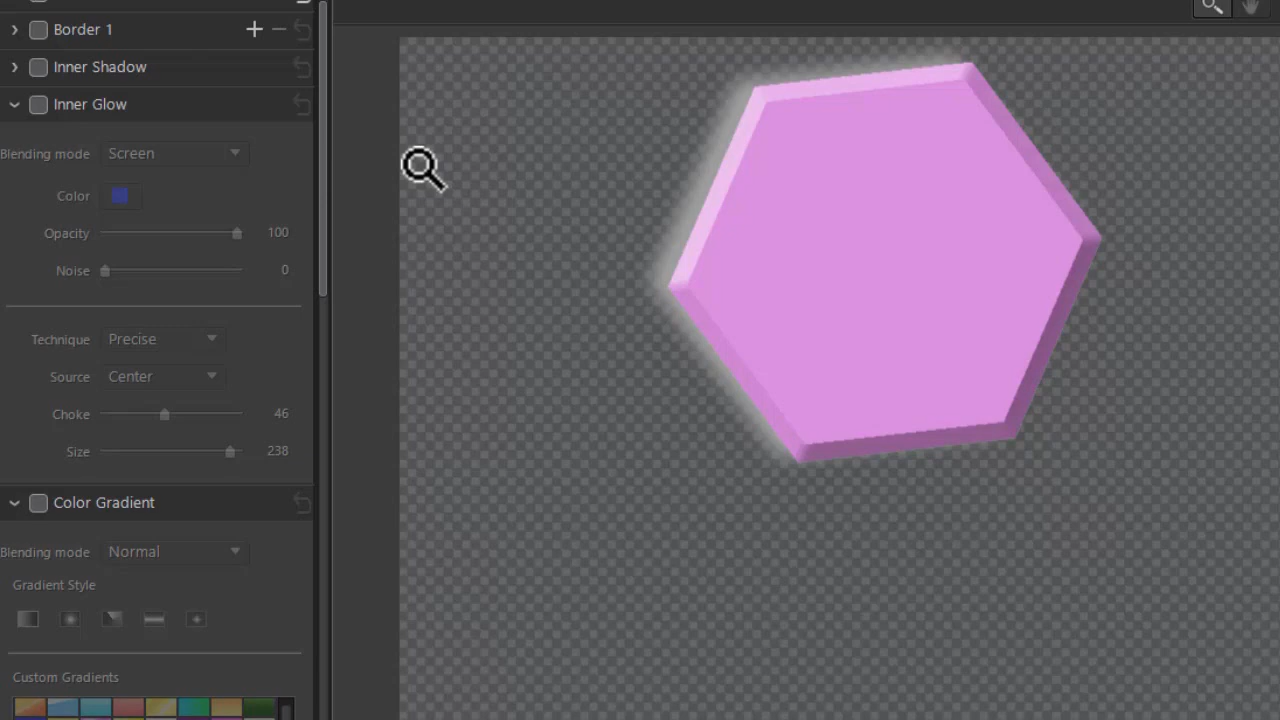 Border 1
Inner Shadow
Inner Glow
Blending mode Screen
Color
Opacity 100
Noise 0
Technique Precise
Source Center
Choke 46
Size 238
Color Gradient
Blending mode Normal
Gradient Style
Custom Gradients